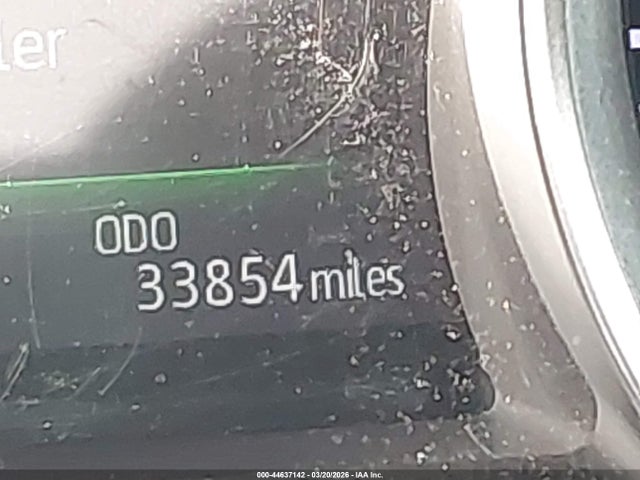 ler
ODO
33854 miles
000-44637142 - 03/20/2026 - IAA Inc.